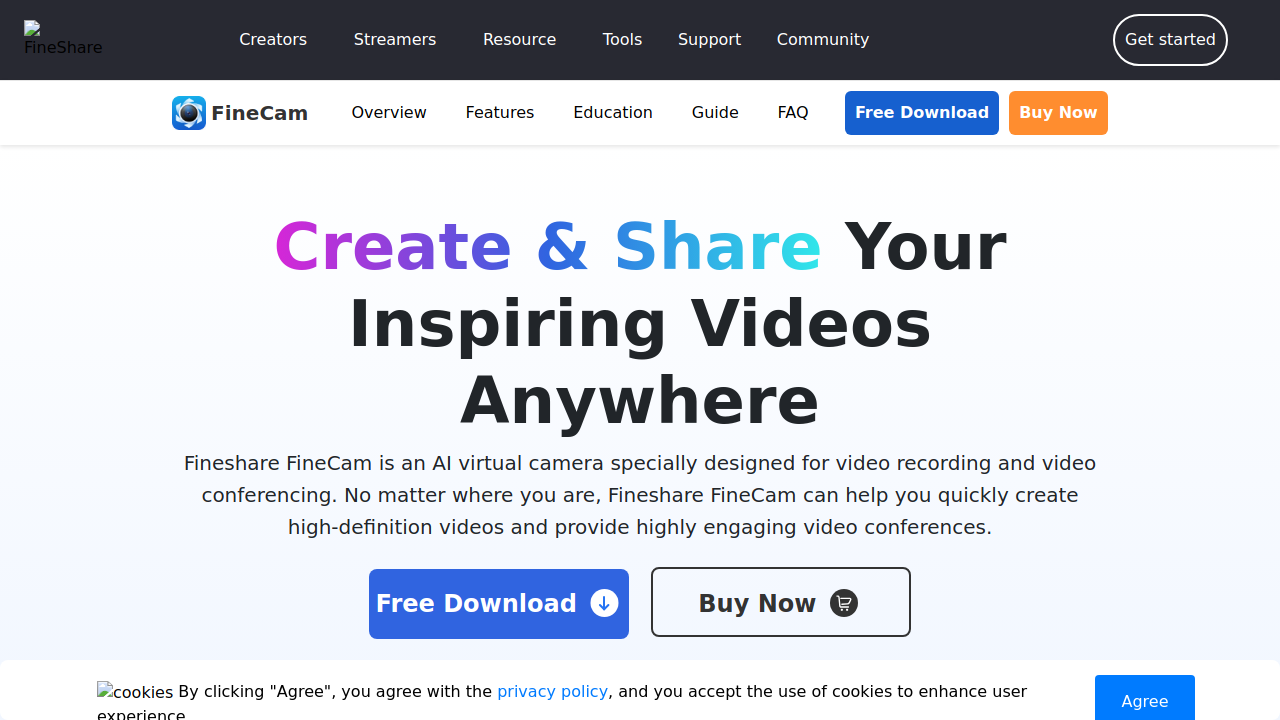 FineShare
Creators Streamers Resource Tools Support Community Get started
FineCam Overview Features Education Guide FAQ Free Download Buy Now
Create & Share Your
Inspiring Videos
Anywhere
Fineshare FineCam is an AI virtual camera specially designed for video recording and video
conferencing. No matter where you are, Fineshare FineCam can help you quickly create
high-definition videos and provide highly engaging video conferences.
Free Download Buy Now
cookies By clicking "Agree", you agree with the privacy policy, and you accept the use of cookies to enhance user
experience
Agree